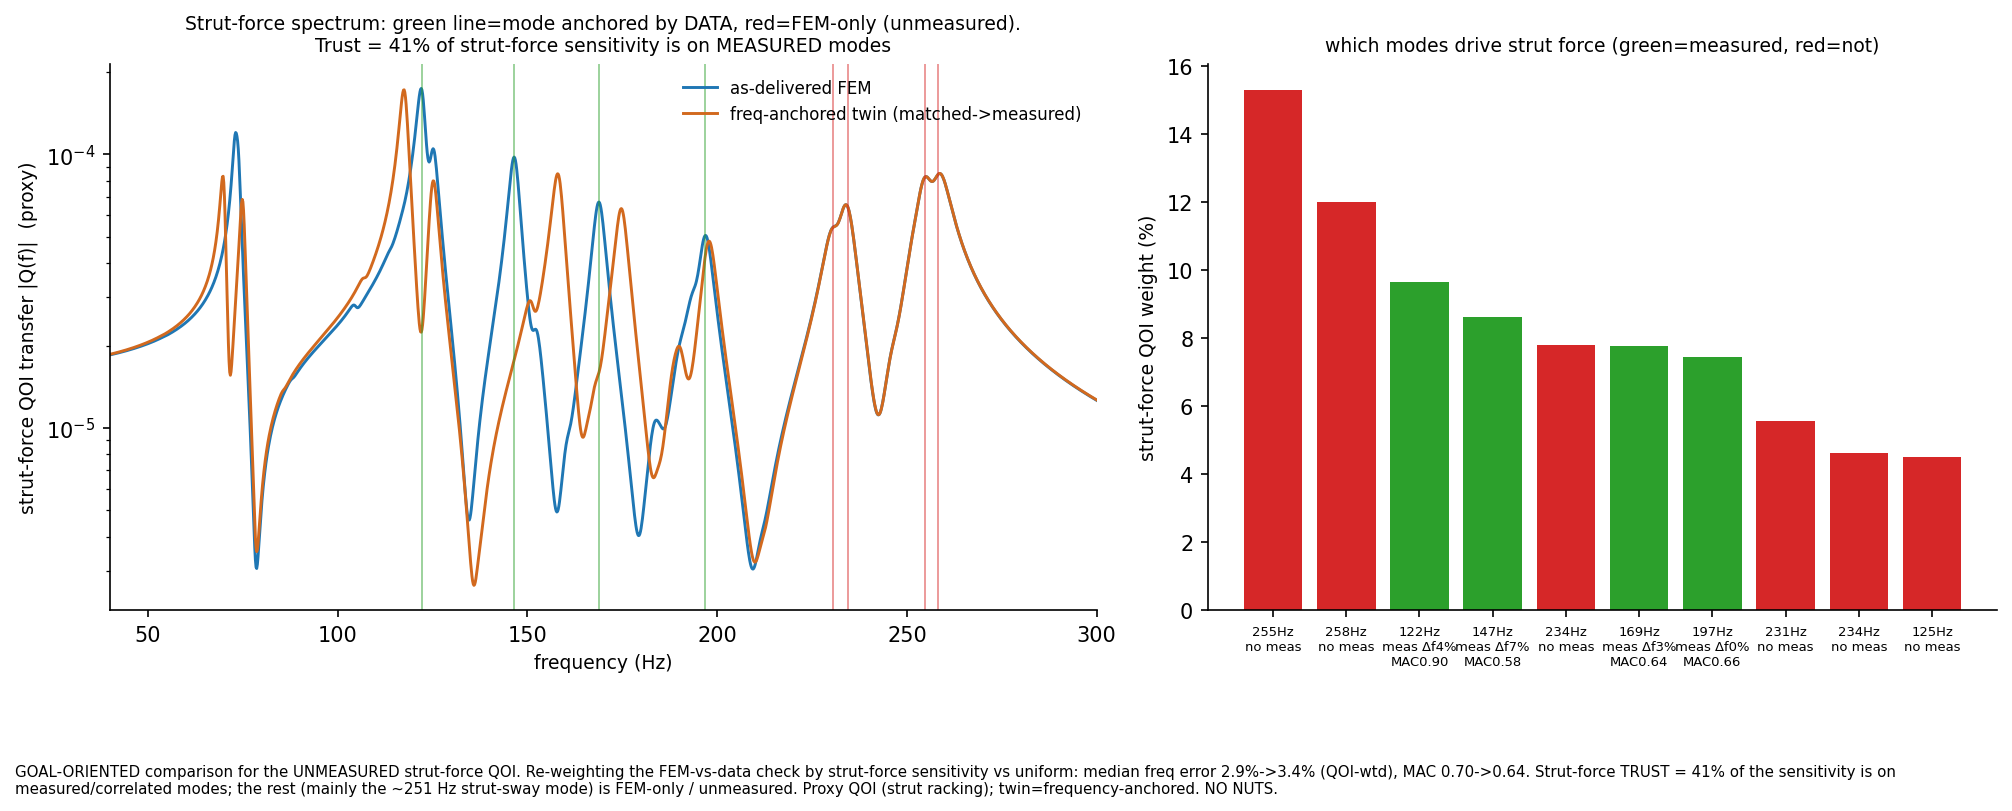 Strut-force spectrum: green line=mode anchored by DATA, red=FEM-only (unmeasured).
Trust = 41% of strut-force sensitivity is on MEASURED modes
as-delivered FEM
freq-anchored twin (matched->measured)
strut-force QOI transfer |Q(f)| (proxy)
10⁻⁴
10⁻⁵
50
100
150
200
250
300
frequency (Hz)
which modes drive strut force (green=measured, red=not)
strut-force QOI weight (%)
16
14
12
10
8
6
4
2
0
255Hz
no meas
258Hz
no meas
122Hz
meas Δf4%
MAC0.90
147Hz
meas Δf7%
MAC0.58
234Hz
no meas
169Hz
meas Δf3%
MAC0.64
197Hz
meas Δf0%
MAC0.66
231Hz
no meas
234Hz
no meas
125Hz
no meas
GOAL-ORIENTED comparison for the UNMEASURED strut-force QOI. Re-weighting the FEM-vs-data check by strut-force sensitivity vs uniform: median freq error 2.9%->3.4% (QOI-wtd), MAC 0.70->0.64. Strut-force TRUST = 41% of the sensitivity is on
measured/correlated modes; the rest (mainly the ~251 Hz strut-sway mode) is FEM-only / unmeasured. Proxy QOI (strut racking); twin=frequency-anchored. NO NUTS.